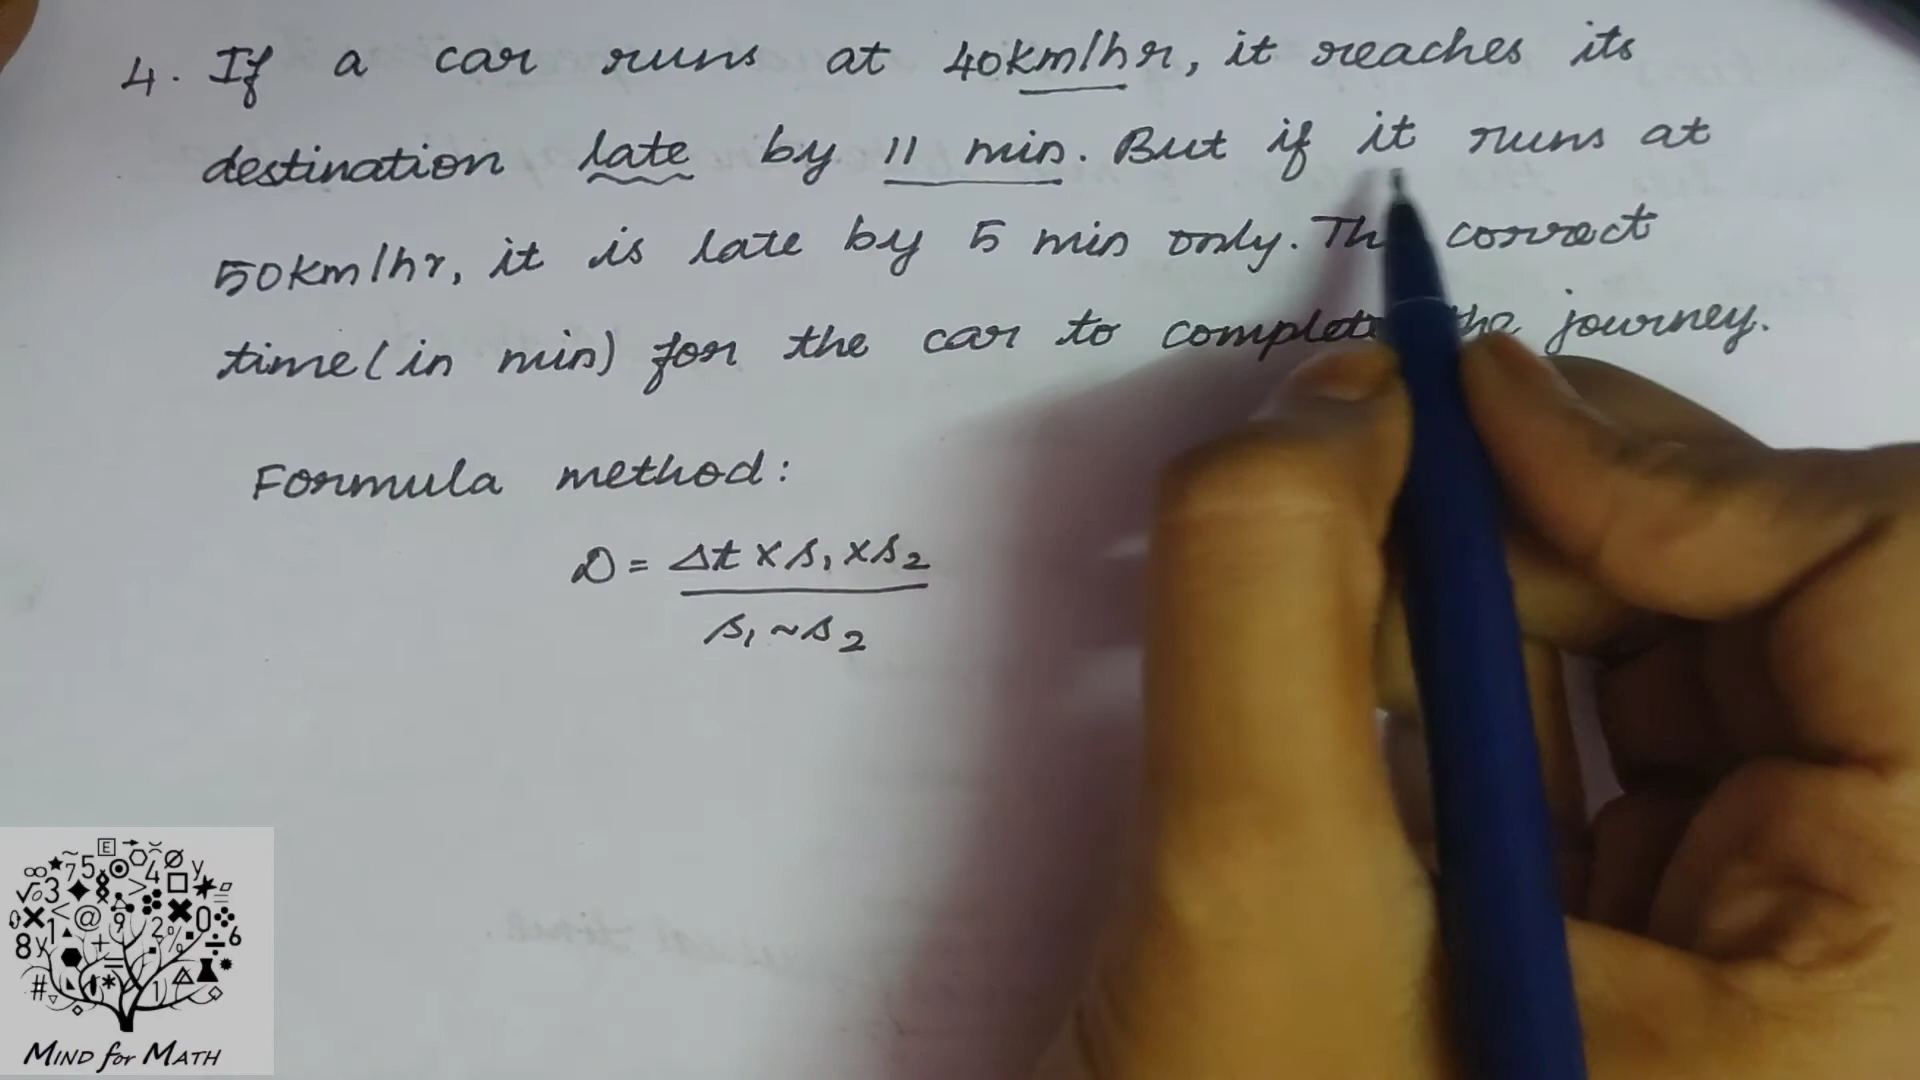 4. If a car runs at 40km/hr, it reaches its
destination late by 11 min. But if it runs at
50km/hr, it is late by 5 min only. Th correct
time (in min) for the car to complete the journey.
Formula method:
D = Δt × s₁ × s₂
s₁ ~ s₂
MIND for MATH